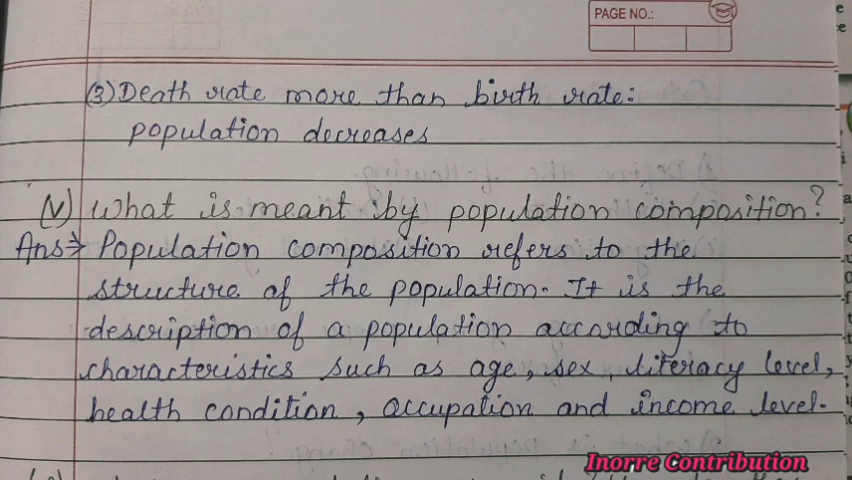 PAGE NO.:
(3) Death rate more than birth rate:
population decreases
(v) What is meant by population composition?
Ans⇒ Population composition refers to the
structure of the population. It is the
description of a population according to
characteristics such as age, sex, literacy level,
health condition, occupation and income level.
Inorre Contribution